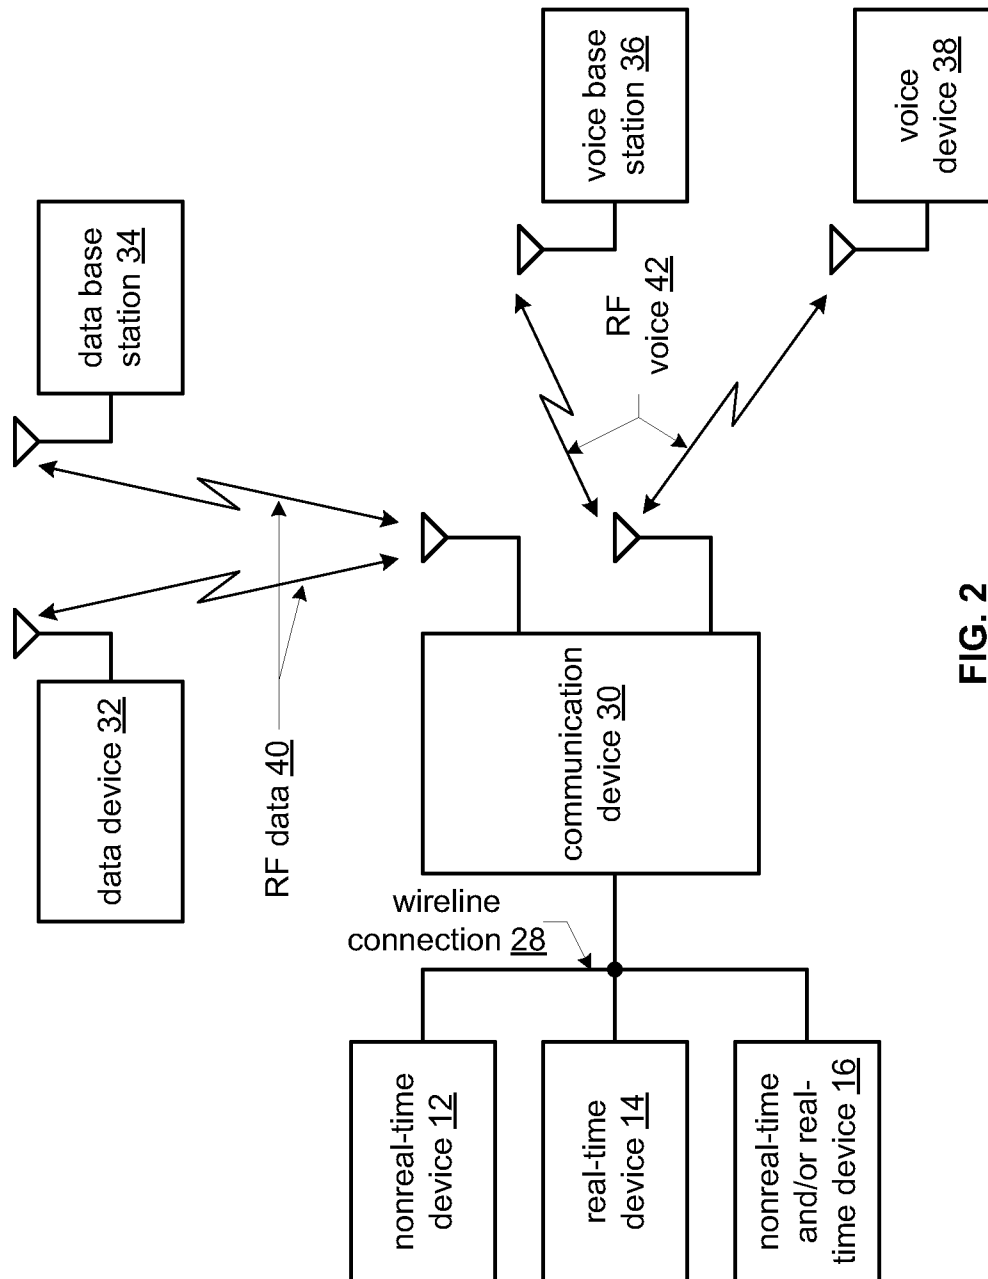 data device 32
data base
station 34
RF data 40
nonreal-time
device 12
wireline
connection 28
real-time
device 14
communication
device 30
RF
voice 42
voice base
station 36
nonreal-time
and/or real-
time device 16
voice
device 38
FIG. 2